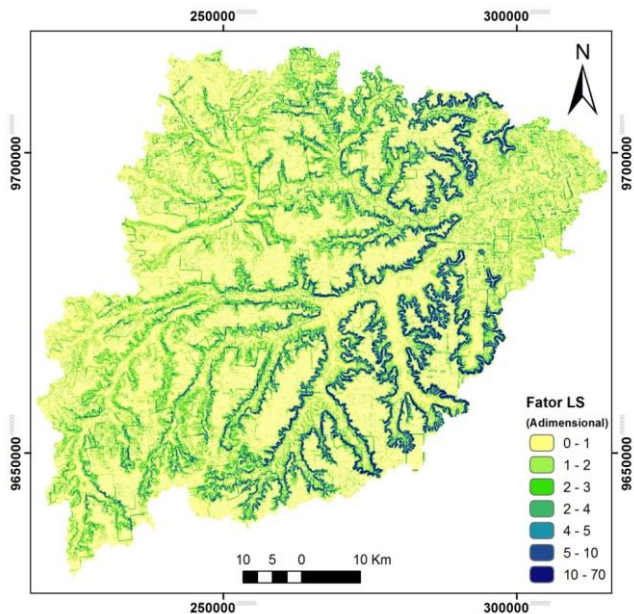 250000 300000
N
9700000 9700000
9650000 9650000
Fator LS
(Adimensional)
0 - 1
1 - 2
2 - 3
2 - 4
4 - 5
5 - 10
10 - 70
10 5 0 10 Km
250000 300000